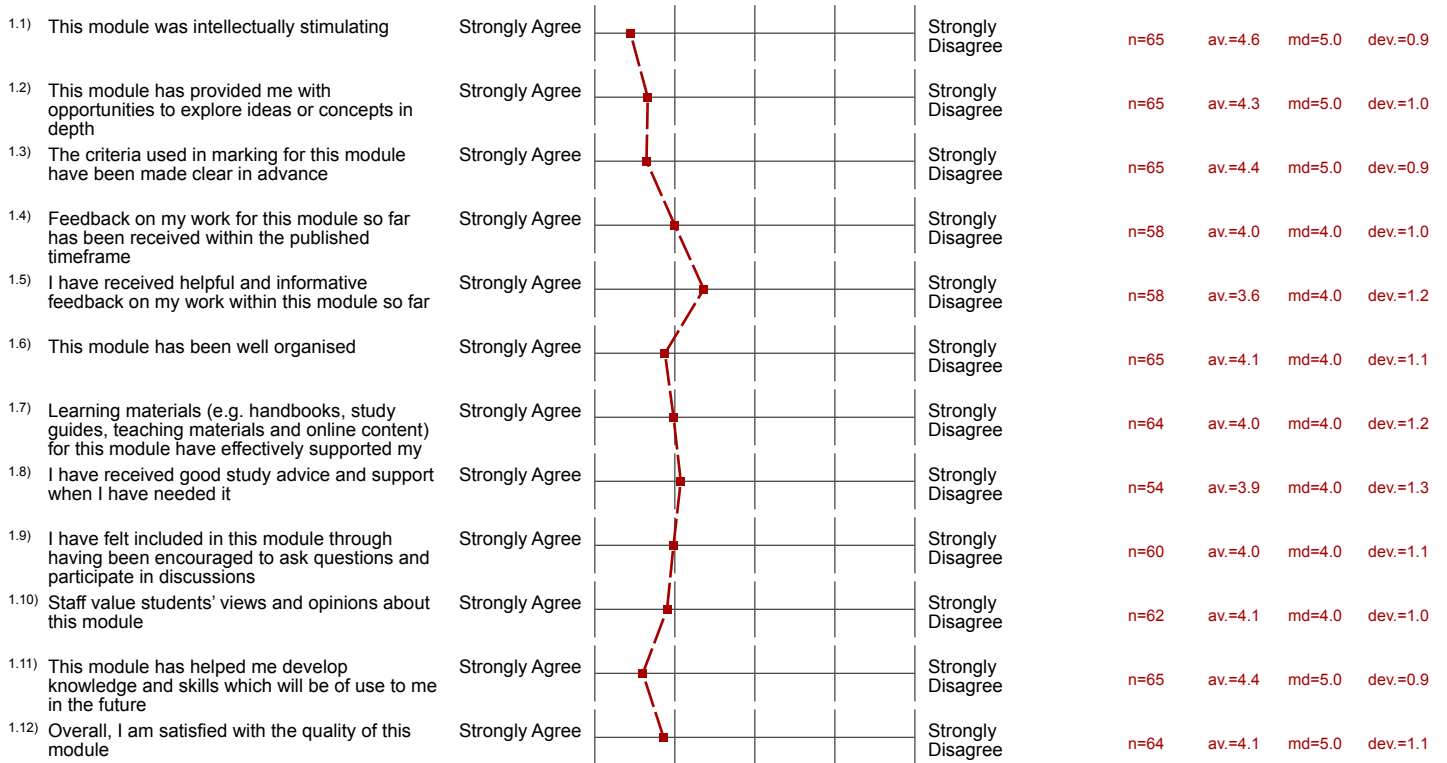 1.1) This module was intellectually stimulating Strongly Agree Strongly
Disagree n=65 av.=4.6 md=5.0 dev.=0.9
1.2) This module has provided me with
opportunities to explore ideas or concepts in
depth Strongly Agree Strongly
Disagree n=65 av.=4.3 md=5.0 dev.=1.0
1.3) The criteria used in marking for this module
have been made clear in advance Strongly Agree Strongly
Disagree n=65 av.=4.4 md=5.0 dev.=0.9
1.4) Feedback on my work for this module so far
has been received within the published
timeframe Strongly Agree Strongly
Disagree n=58 av.=4.0 md=4.0 dev.=1.0
1.5) I have received helpful and informative
feedback on my work within this module so far Strongly Agree Strongly
Disagree n=58 av.=3.6 md=4.0 dev.=1.2
1.6) This module has been well organised Strongly Agree Strongly
Disagree n=65 av.=4.1 md=4.0 dev.=1.1
1.7) Learning materials (e.g. handbooks, study
guides, teaching materials and online content)
for this module have effectively supported my Strongly Agree Strongly
Disagree n=64 av.=4.0 md=4.0 dev.=1.2
1.8) I have received good study advice and support
when I have needed it Strongly Agree Strongly
Disagree n=54 av.=3.9 md=4.0 dev.=1.3
1.9) I have felt included in this module through
having been encouraged to ask questions and
participate in discussions Strongly Agree Strongly
Disagree n=60 av.=4.0 md=4.0 dev.=1.1
1.10) Staff value students' views and opinions about
this module Strongly Agree Strongly
Disagree n=62 av.=4.1 md=4.0 dev.=1.0
1.11) This module has helped me develop
knowledge and skills which will be of use to me
in the future Strongly Agree Strongly
Disagree n=65 av.=4.4 md=5.0 dev.=0.9
1.12) Overall, I am satisfied with the quality of this
module Strongly Agree Strongly
Disagree n=64 av.=4.1 md=5.0 dev.=1.1